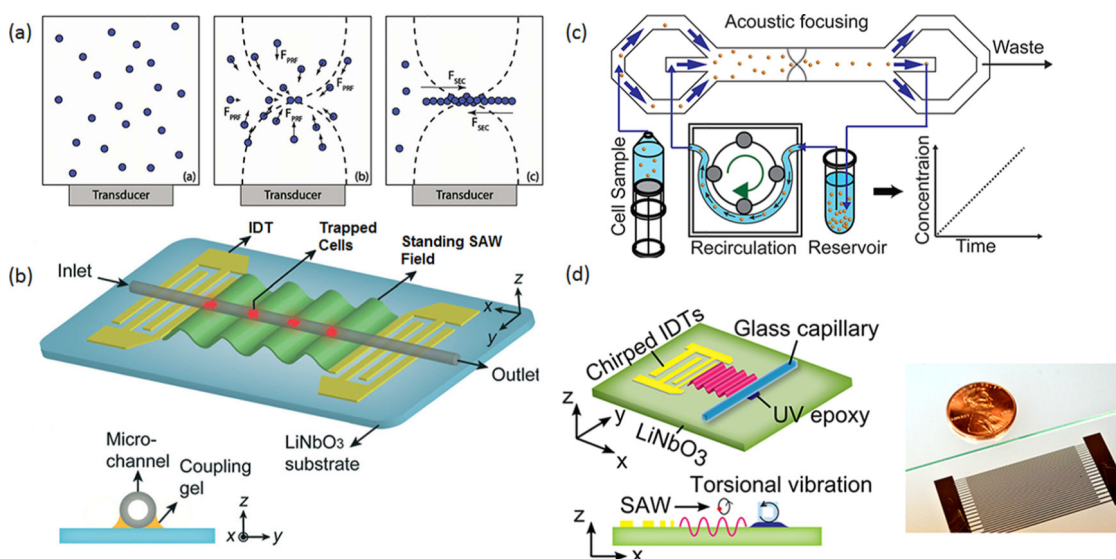 (a)
F_PRF
F_PRF
F_PRF
F_PRF
F_PRF
F_SEC
F_SEC
(a)
(b)
(c)
Transducer
Transducer
Transducer
(b)
IDT
Trapped
Cells
Standing SAW
Field
Inlet
z
x
y
Outlet
LiNbO3
substrate
Micro-
channel
Coupling
gel
z
x
y
(c)
Acoustic focusing
Waste
Cell Sample
Recirculation
Reservoir
Concentraion
Time
(d)
Chirped IDTs
Glass capillary
UV epoxy
LiNbO3
z
y
x
SAW
Torsional vibration
z
x